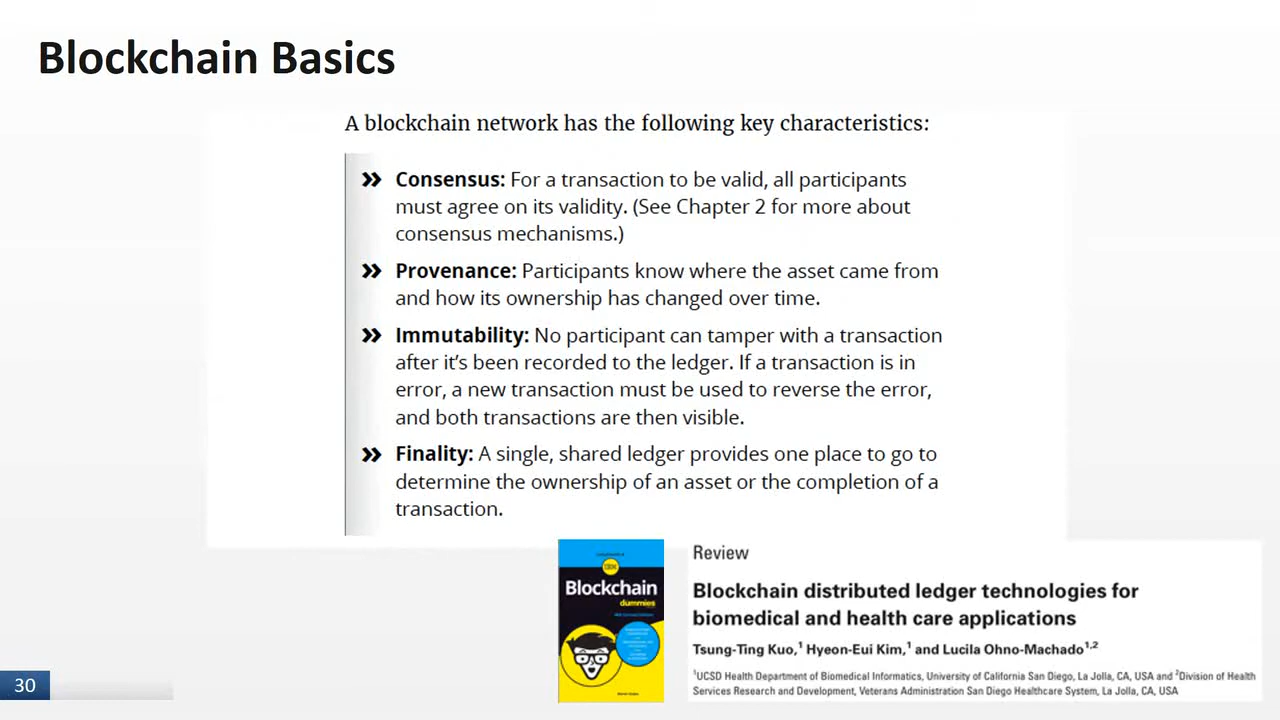 Blockchain Basics
A blockchain network has the following key characteristics:
» Consensus: For a transaction to be valid, all participants
must agree on its validity. (See Chapter 2 for more about
consensus mechanisms.)
» Provenance: Participants know where the asset came from
and how its ownership has changed over time.
» Immutability: No participant can tamper with a transaction
after it’s been recorded to the ledger. If a transaction is in
error, a new transaction must be used to reverse the error,
and both transactions are then visible.
» Finality: A single, shared ledger provides one place to go to
determine the ownership of an asset or the completion of a
transaction.
IBM
Blockchain
dummies
Review
Blockchain distributed ledger technologies for
biomedical and health care applications
Tsung-Ting Kuo,1 Hyeon-Eui Kim,1 and Lucila Ohno-Machado1,2
1UCSD Health Department of Biomedical Informatics, University of California San Diego, La Jolla, CA, USA and 2Division of Health
Services Research and Development, Veterans Administration San Diego Healthcare System, La Jolla, CA, USA
30